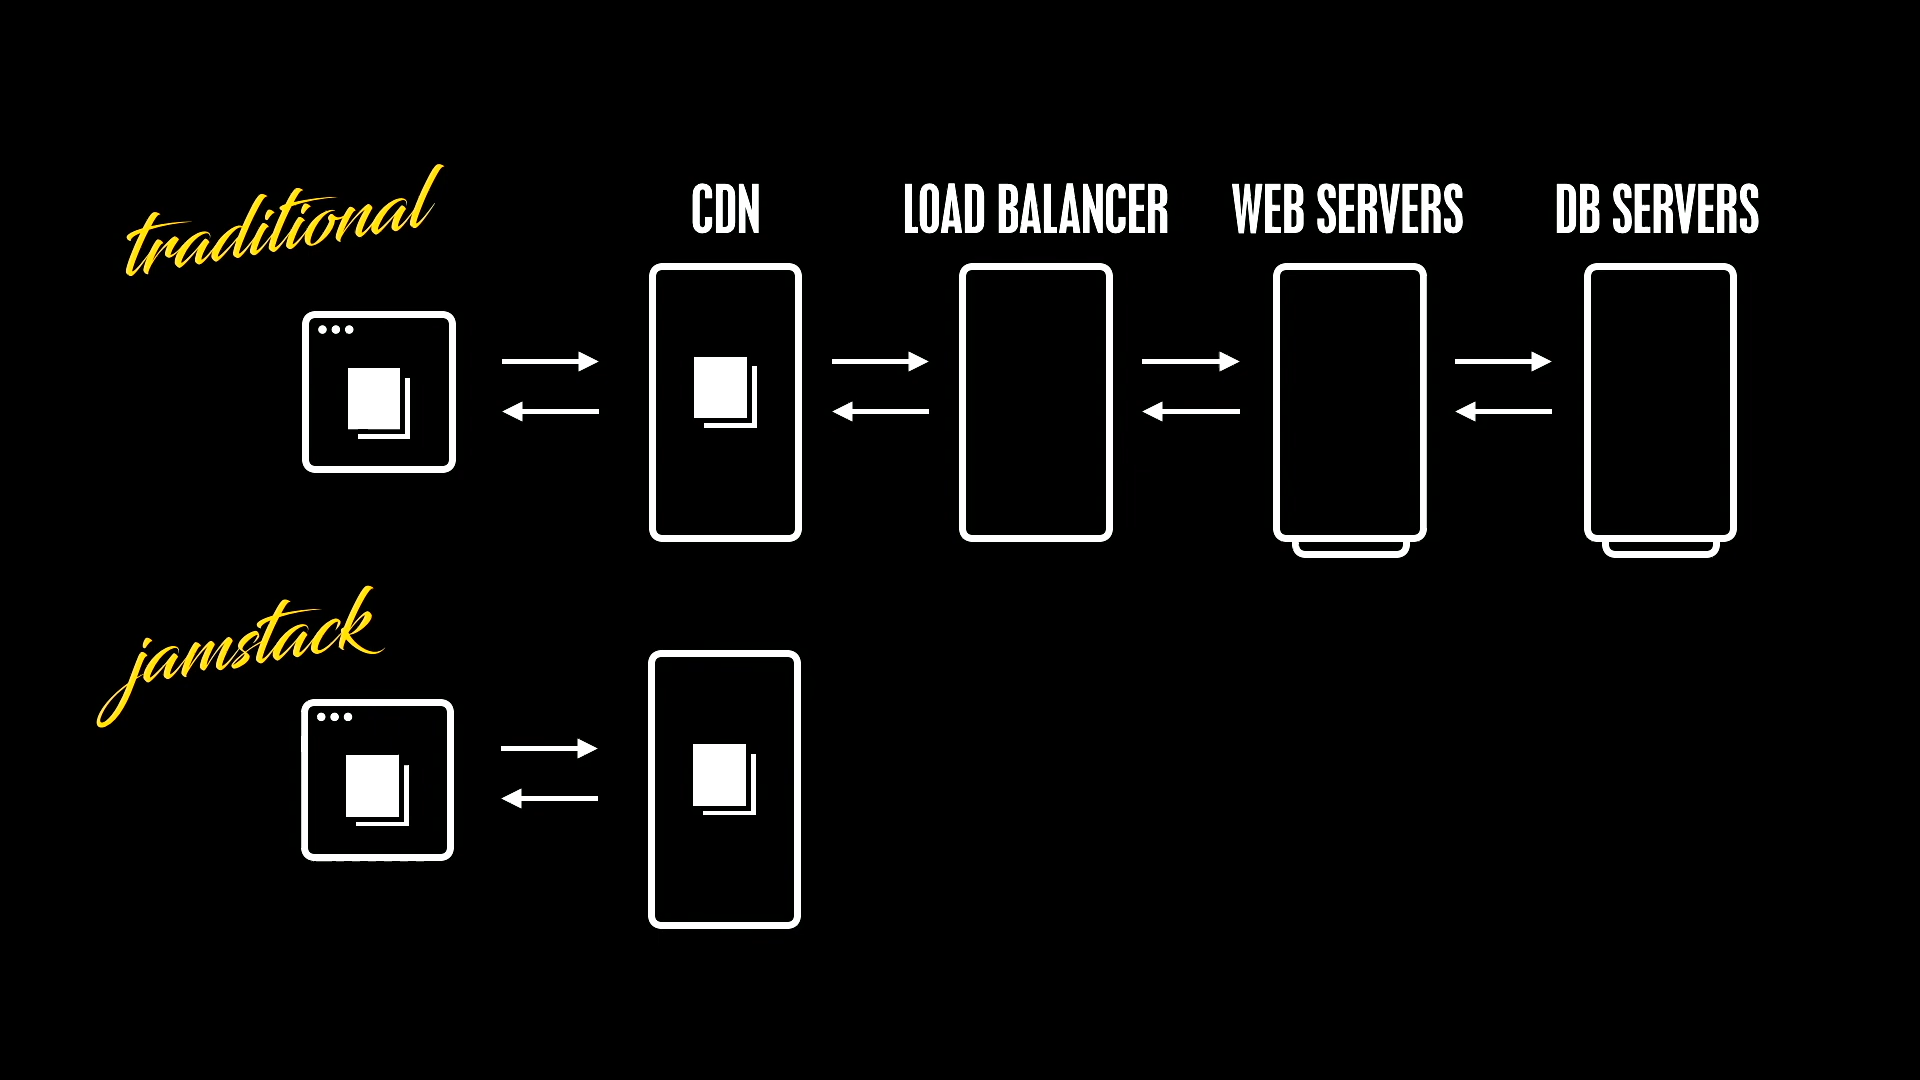 traditional
CDN
LOAD BALANCER
WEB SERVERS
DB SERVERS
jamstack